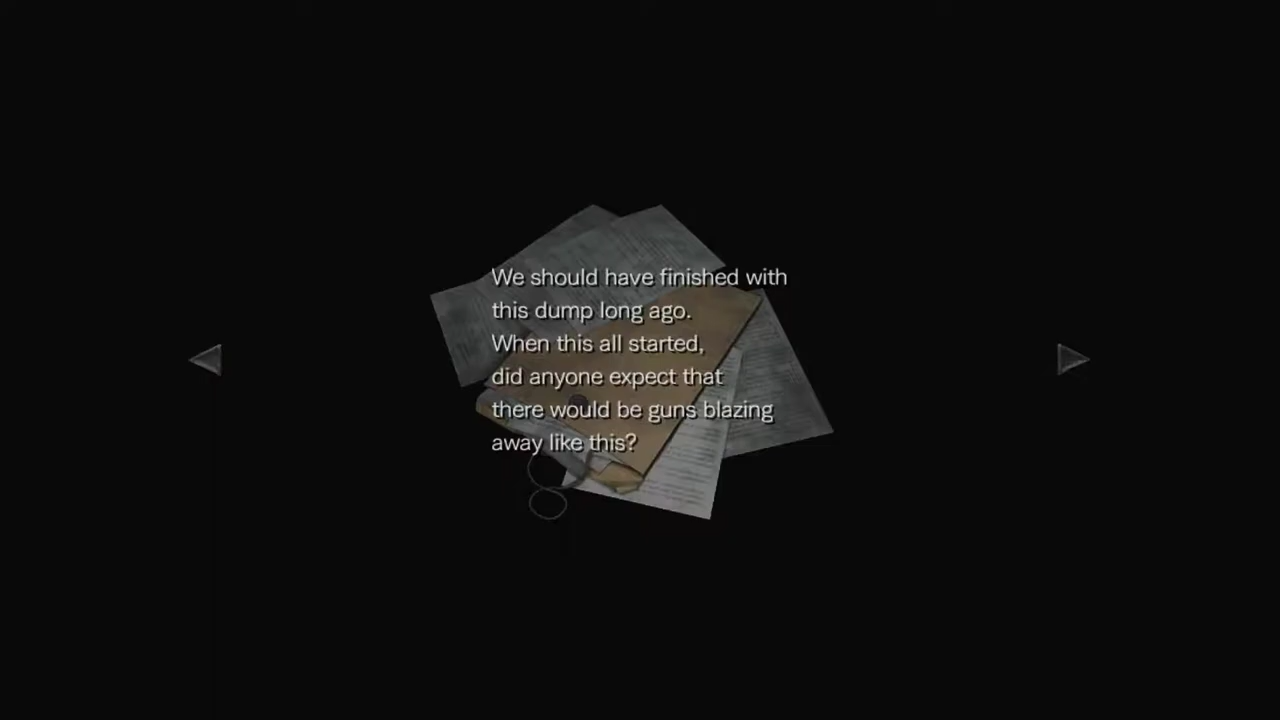 We should have finished with
this dump long ago.
When this all started,
did anyone expect that
there would be guns blazing
away like this?